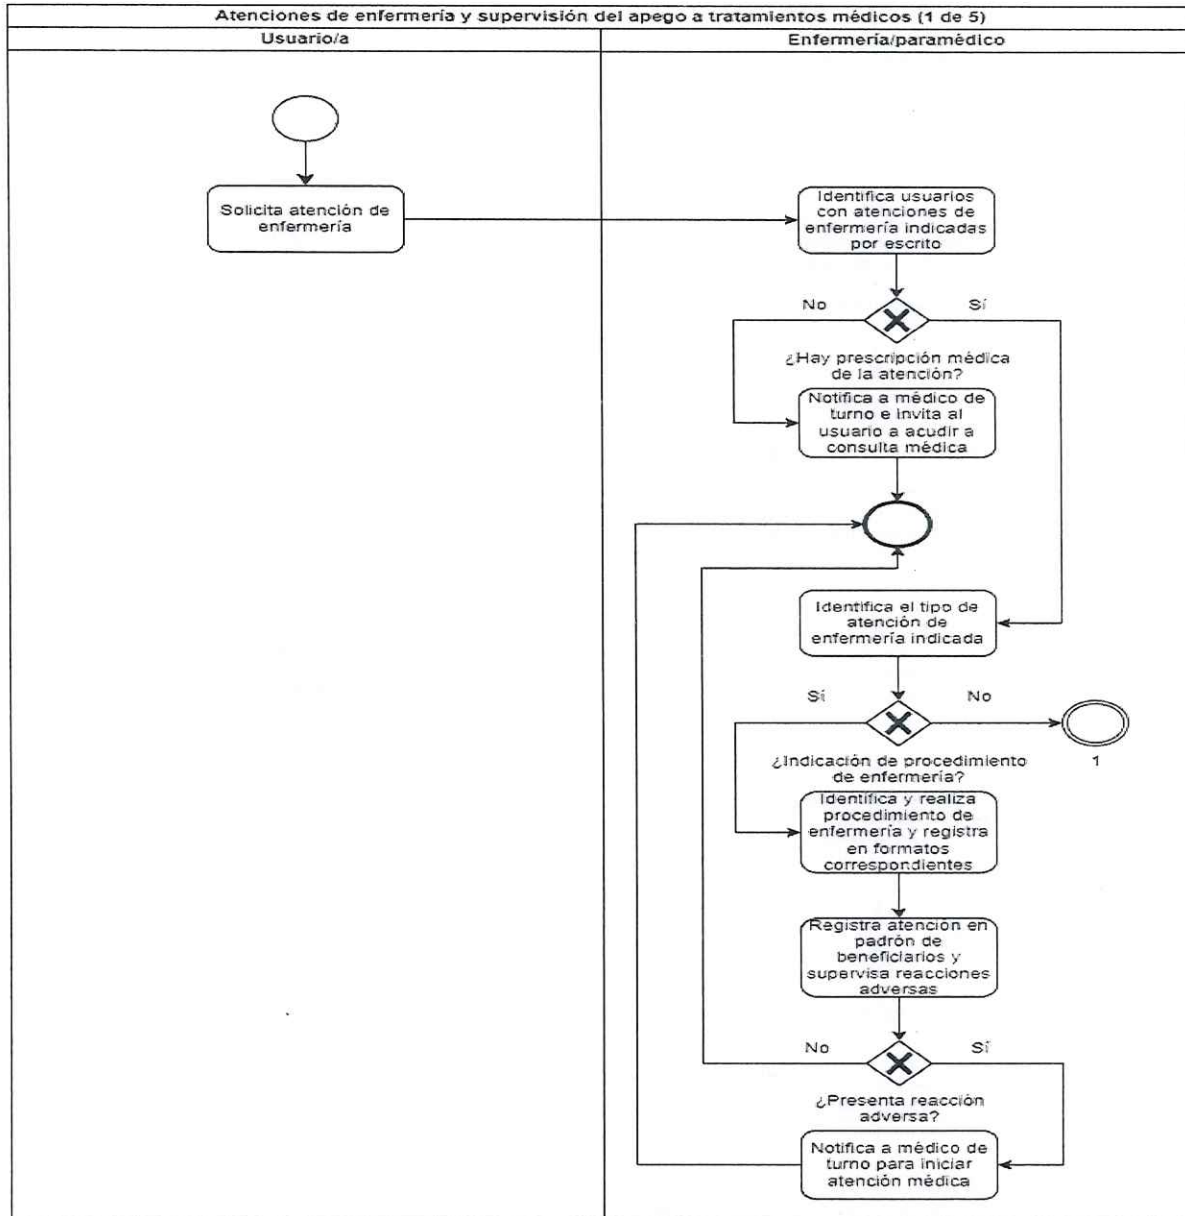 Atenciones de enfermería y supervisión del apego a tratamientos médicos (1 de 5)
Usuario/a
Enfermería/paramédico
Solicita atención de
enfermería
Identifica usuarios
con atenciones de
enfermería indicadas
por escrito
No
Sí
¿Hay prescripción médica
de la atención?
Notifica a médico de
turno e invita al
usuario a acudir a
consulta médica
Identifica el tipo de
atención de
enfermería indicada
Sí
No
¿Indicación de procedimiento
de enfermería?
1
Identifica y realiza
procedimiento de
enfermería y registra
en formatos
correspondientes
Registra atención en
padrón de
beneficiarios y
supervisa reacciones
adversas
No
Sí
¿Presenta reacción
adversa?
Notifica a médico de
turno para iniciar
atención médica